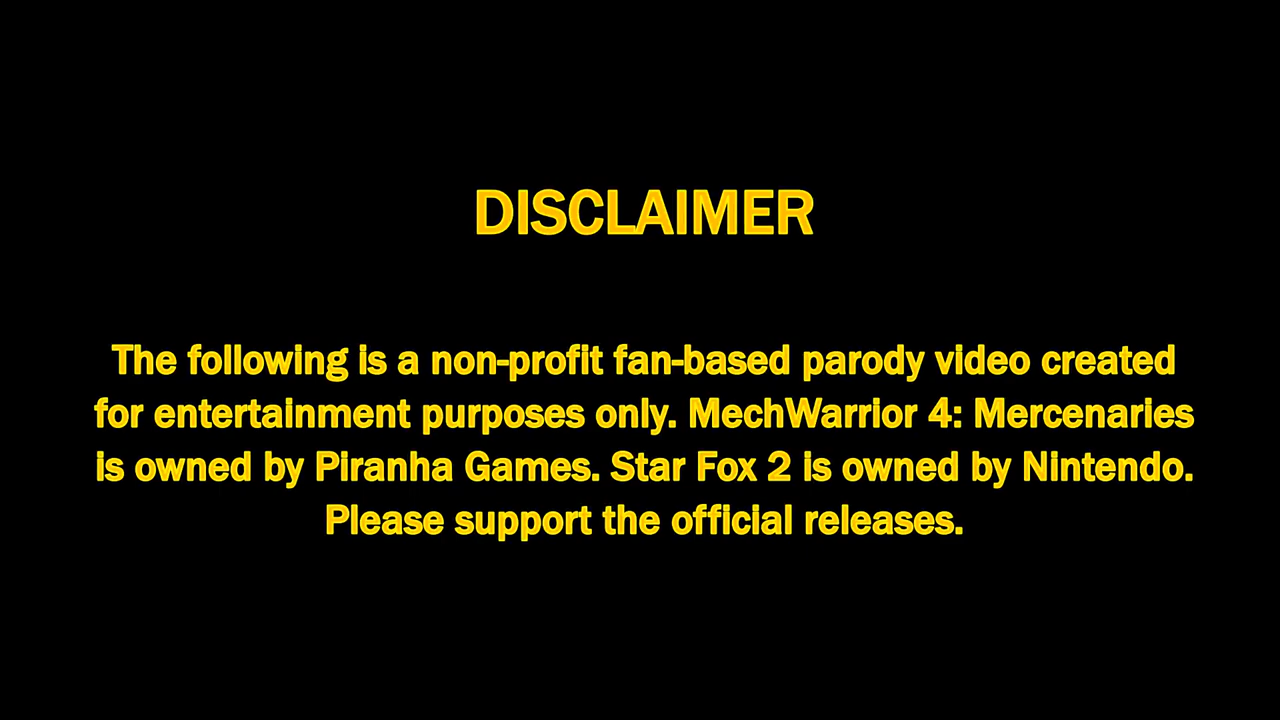 DISCLAIMER
The following is a non-profit fan-based parody video created
for entertainment purposes only. MechWarrior 4: Mercenaries
is owned by Piranha Games. Star Fox 2 is owned by Nintendo.
Please support the official releases.